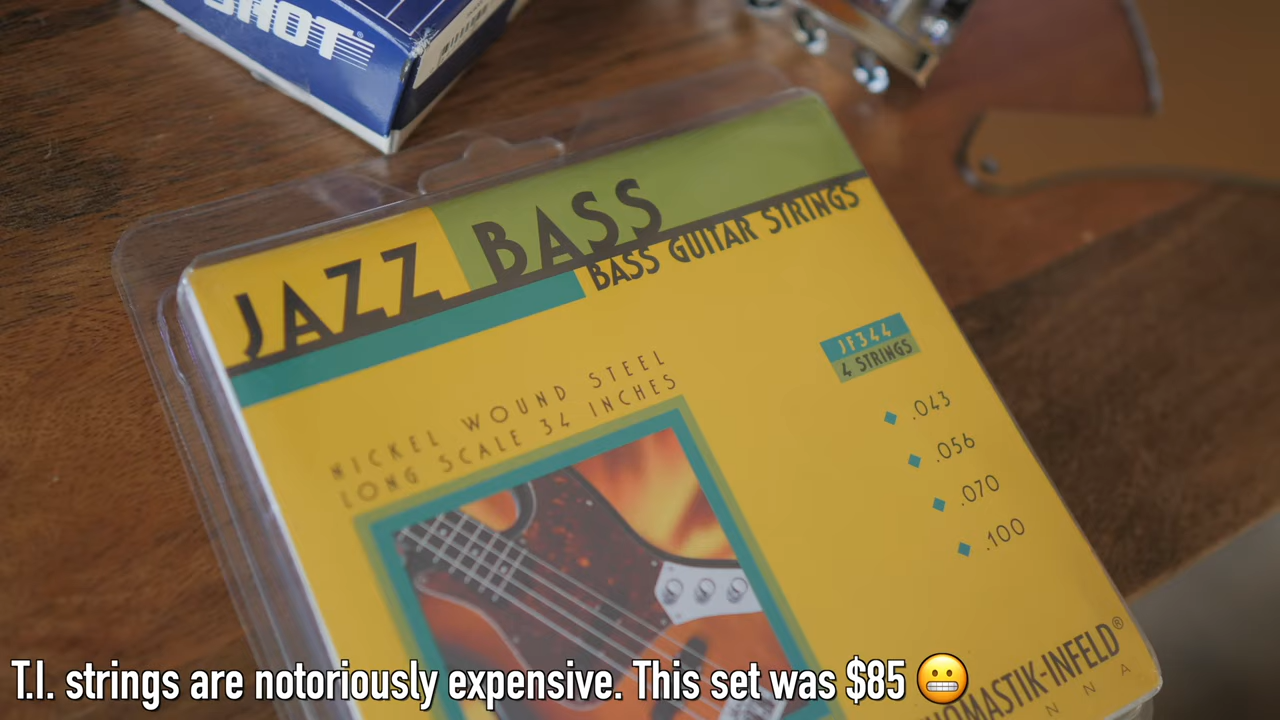 SHOT®
JAZZ BASS
BASS GUITAR STRINGS
JF344
4 STRINGS
NICKEL WOUND STEEL
LONG SCALE 34 INCHES
.043
.056
.070
.100
HOMASTIK-INFELD®
N N A
T.I. strings are notoriously expensive. This set was $85 😬